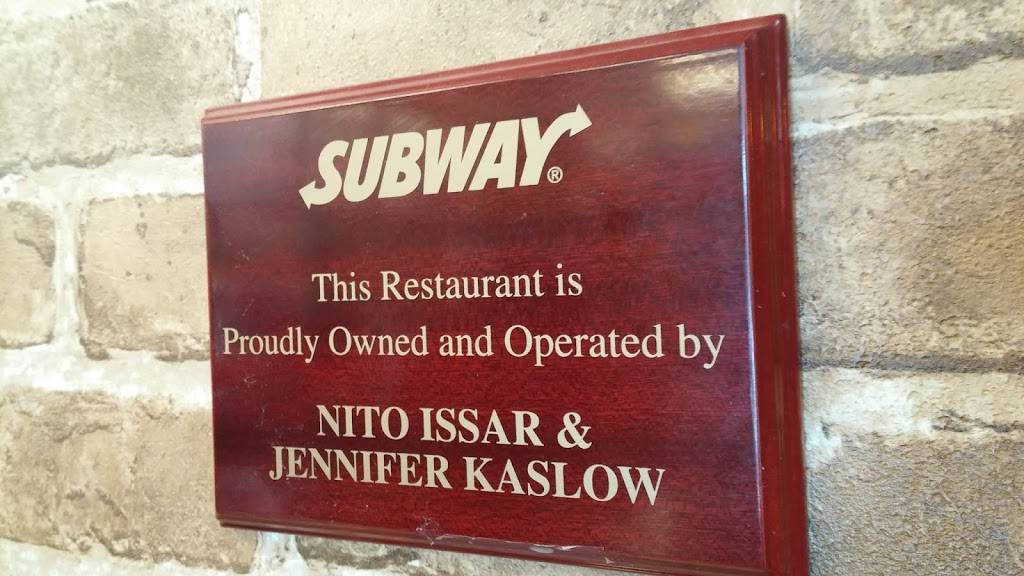 SUBWAY®
This Restaurant is
Proudly Owned and Operated by
NITO ISSAR &
JENNIFER KASLOW